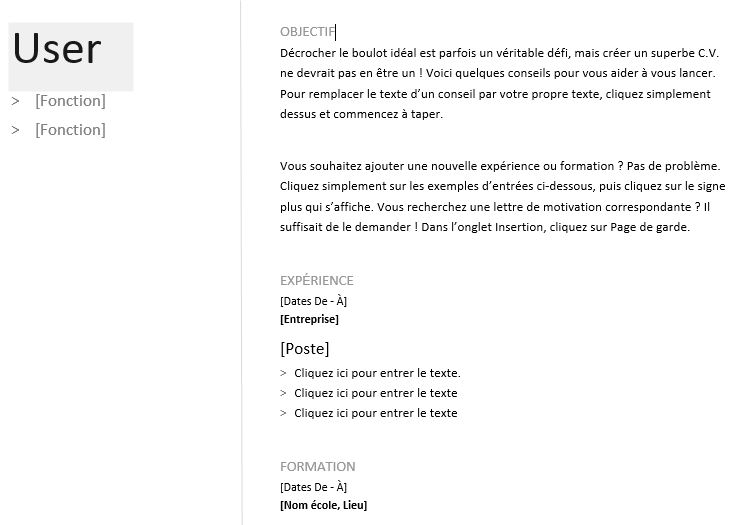 User
> [Fonction]
> [Fonction]
OBJECTIF
Décrocher le boulot idéal est parfois un véritable défi, mais créer un superbe C.V.
ne devrait pas en être un ! Voici quelques conseils pour vous aider à vous lancer.
Pour remplacer le texte d’un conseil par votre propre texte, cliquez simplement
dessus et commencez à taper.
Vous souhaitez ajouter une nouvelle expérience ou formation ? Pas de problème.
Cliquez simplement sur les exemples d’entrées ci-dessous, puis cliquez sur le signe
plus qui s’affiche. Vous recherchez une lettre de motivation correspondante ? Il
suffisait de le demander ! Dans l’onglet Insertion, cliquez sur Page de garde.
EXPÉRIENCE
[Dates De - À]
[Entreprise]
[Poste]
> Cliquez ici pour entrer le texte.
> Cliquez ici pour entrer le texte
> Cliquez ici pour entrer le texte
FORMATION
[Dates De - À]
[Nom école, Lieu]